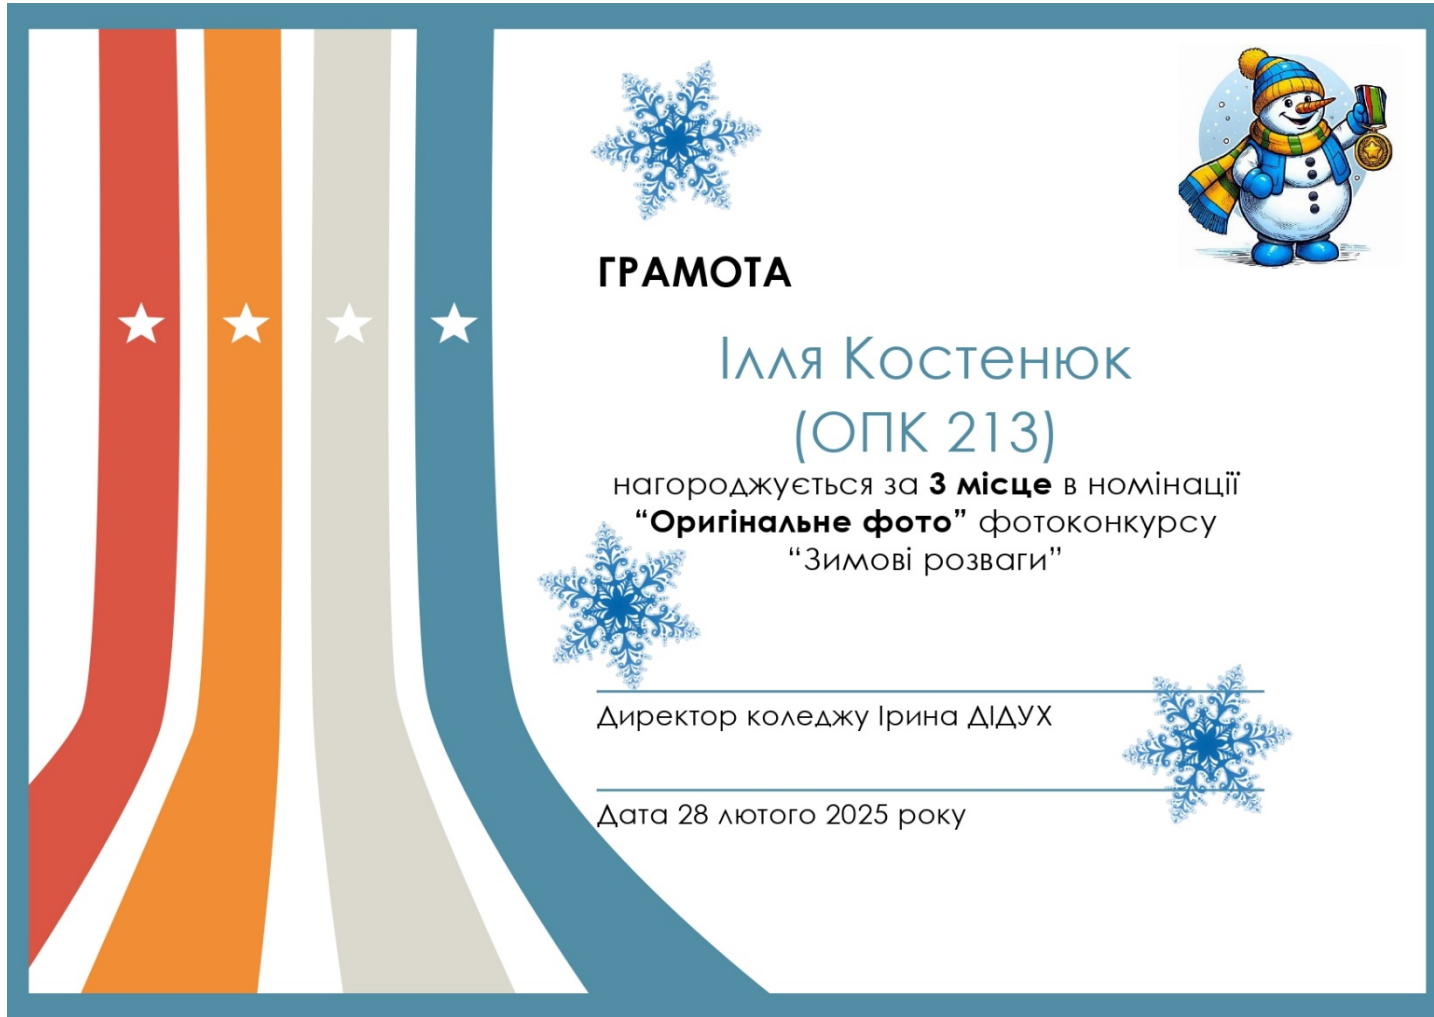 ГРАМОТА
Ілля Костенюк
(ОПК 213)
нагороджується за 3 місце в номінації
“Оригінальне фото” фотоконкурсу
“Зимові розваги”
Директор коледжу Ірина ДІДУХ
Дата 28 лютого 2025 року